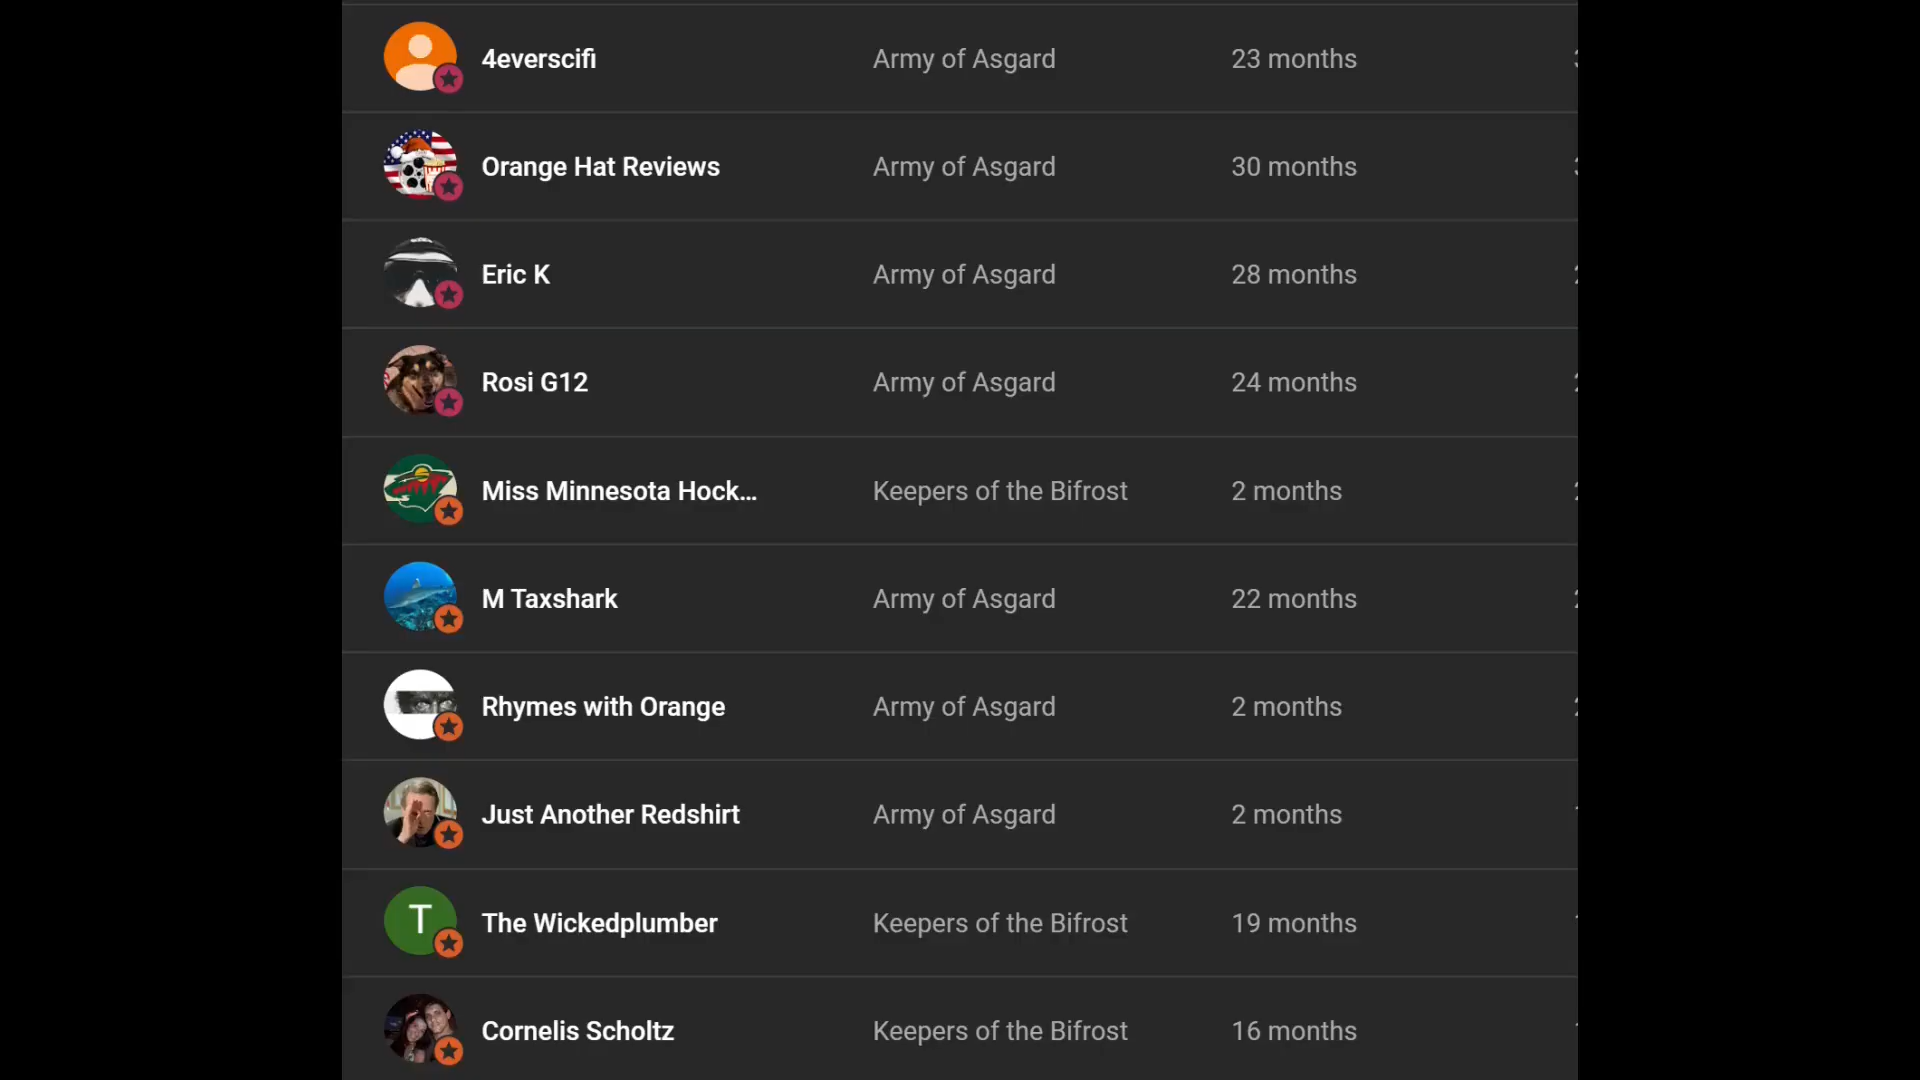 4everscifi Army of Asgard 23 months
Orange Hat Reviews Army of Asgard 30 months
Eric K Army of Asgard 28 months
Rosi G12 Army of Asgard 24 months
Miss Minnesota Hock... Keepers of the Bifrost 2 months
M Taxshark Army of Asgard 22 months
Rhymes with Orange Army of Asgard 2 months
Just Another Redshirt Army of Asgard 2 months
T The Wickedplumber Keepers of the Bifrost 19 months
Cornelis Scholtz Keepers of the Bifrost 16 months